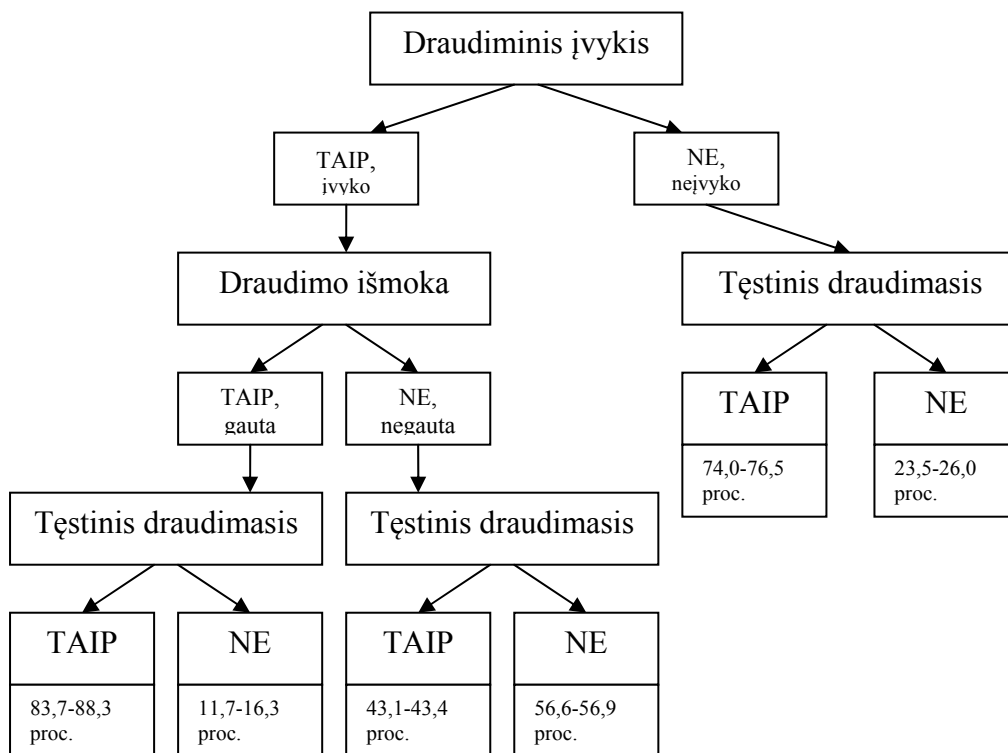 Draudiminis įvykis
TAIP,
įvyko
NE,
neįvyko
Draudimo išmoka
Tęstinis draudimasis
TAIP,
gauta
NE,
negauta
TAIP
NE
74,0-76,5
proc.
23,5-26,0
proc.
Tęstinis draudimasis
Tęstinis draudimasis
TAIP
NE
TAIP
NE
83,7-88,3
proc.
11,7-16,3
proc.
43,1-43,4
proc.
56,6-56,9
proc.